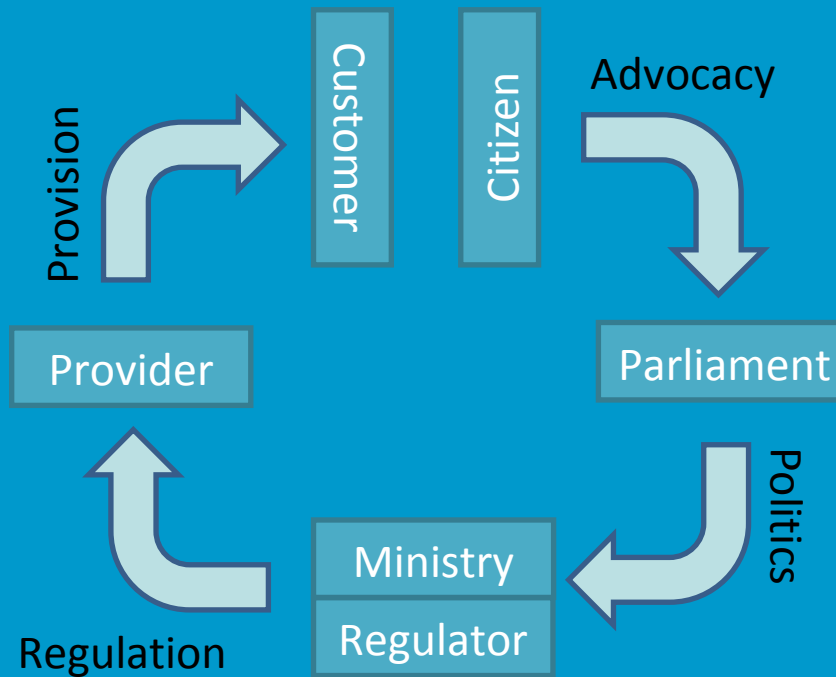 Customer
Citizen
Advocacy
Provision
Provider
Parliament
Politics
Ministry
Regulator
Regulation